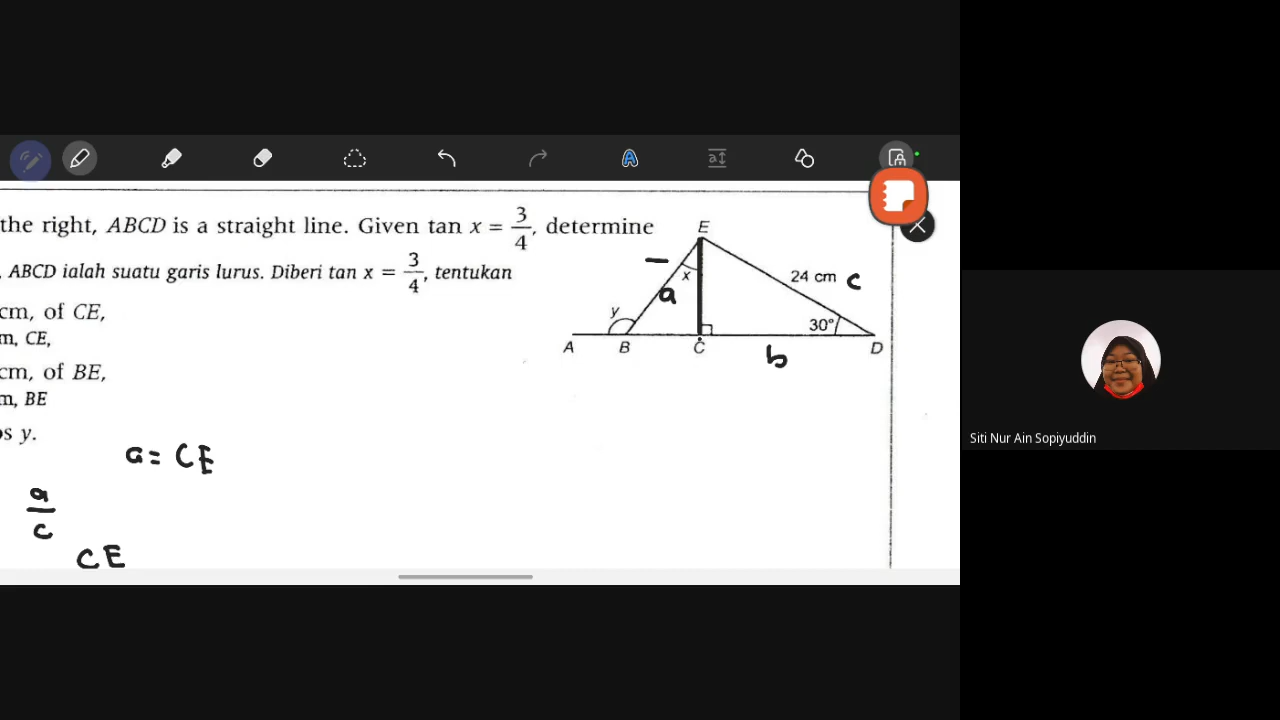 the right, ABCD is a straight line. Given tan x = 3/4, determine
, ABCD ialah suatu garis lurus. Diberi tan x = 3/4, tentukan
cm, of CE,
m, CE,
cm, of BE,
m, BE
os y.
E
x
24 cm c
a
y
30°
A B C D
b
a = CE
a
c
CE
Siti Nur Ain Sopiyuddin